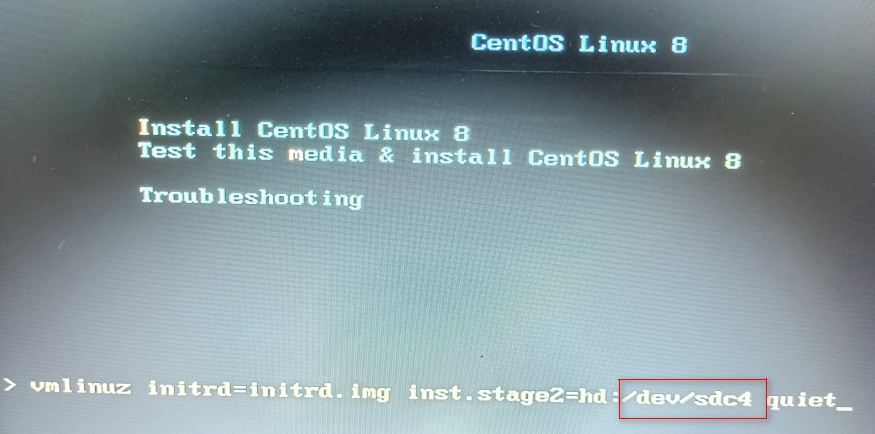 CentOS Linux 8
Install CentOS Linux 8
Test this media & install CentOS Linux 8
Troubleshooting
> vmlinuz initrd=initrd.img inst.stage2=hd:/dev/sdc4 quiet_